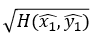 √H(x̂₁, ŷ₁)